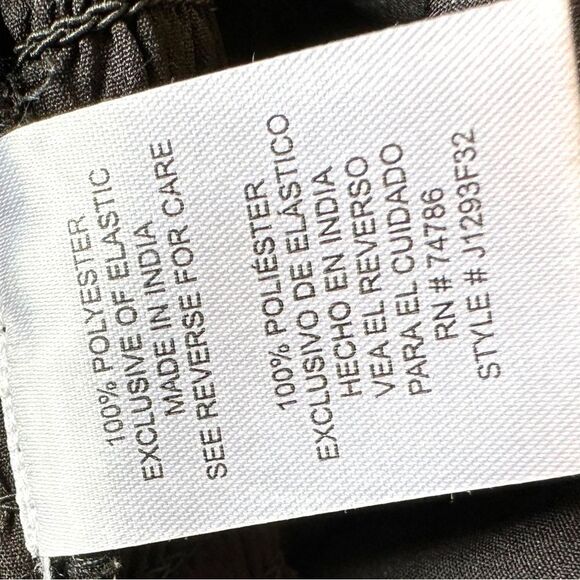 100% POLYESTER
EXCLUSIVE OF ELASTIC
MADE IN INDIA
SEE REVERSE FOR CARE
100% POLIÉSTER
EXCLUSIVO DE ELÁSTICO
HECHO EN INDIA
VEA EL REVERSO
PARA EL CUIDADO
RN # 74786
STYLE # J1293F32